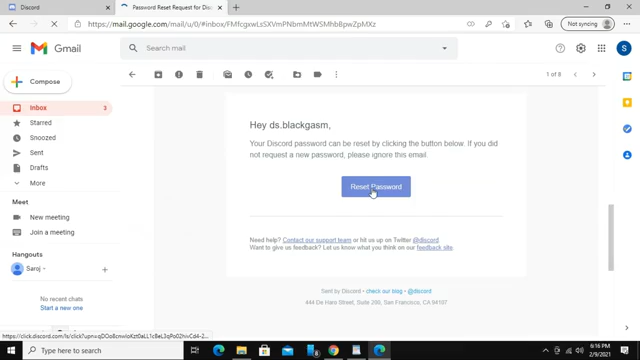 Discord
Password Reset Request for Dis
https://mail.google.com/mail/u/0/#inbox/FMfcgxwLsSXVmPNbmMtWSMhbBpwZpMXz
Not syncing
Gmail
Search mail
S
Compose
1 of 8
Inbox 3
Starred
Snoozed
Sent
Drafts
More
Meet
New meeting
Join a meeting
Hangouts
Saroj
No recent chats
Start a new one
Hey ds.blackgasm,
Your Discord password can be reset by clicking the button below. If you did
not request a new password, please ignore this email.
Reset Password
Need help? Contact our support team or hit us up on Twitter @discord.
Want to give us feedback? Let us know what you think on our feedback site.
Sent by Discord • check our blog • @discord
444 De Haro Street, Suite 200, San Francisco, CA 94107
Type here to search
6:16 PM
2/9/2021